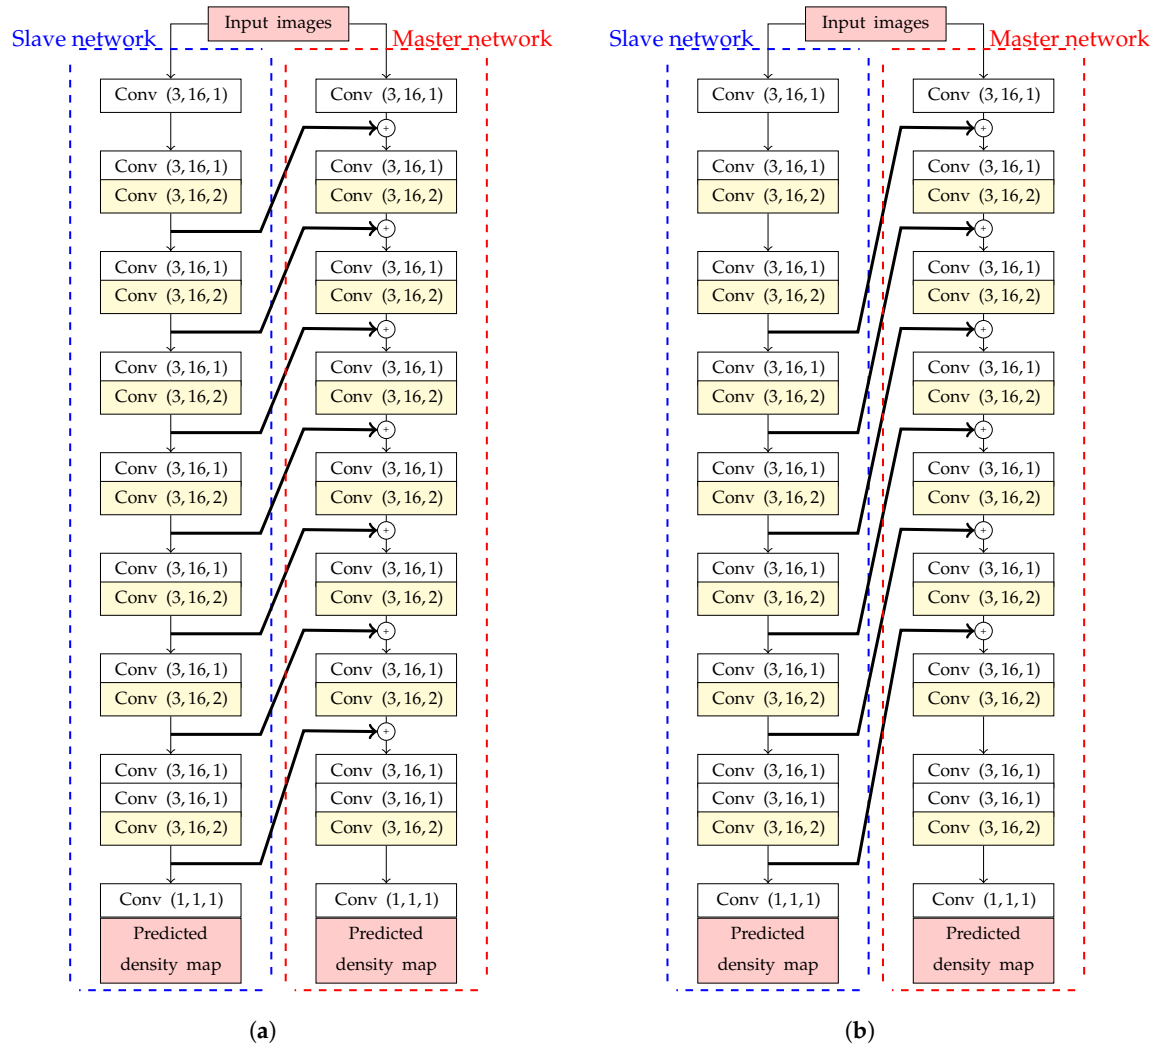 Input images
Slave network
Master network
Conv (3, 16, 1)
Conv (3, 16, 1)
+
Conv (3, 16, 1)
Conv (3, 16, 2)
Conv (3, 16, 1)
Conv (3, 16, 2)
+
Conv (3, 16, 1)
Conv (3, 16, 2)
Conv (3, 16, 1)
Conv (3, 16, 2)
+
Conv (3, 16, 1)
Conv (3, 16, 2)
Conv (3, 16, 1)
Conv (3, 16, 2)
+
Conv (3, 16, 1)
Conv (3, 16, 2)
Conv (3, 16, 1)
Conv (3, 16, 2)
+
Conv (3, 16, 1)
Conv (3, 16, 2)
Conv (3, 16, 1)
Conv (3, 16, 2)
+
Conv (3, 16, 1)
Conv (3, 16, 2)
Conv (3, 16, 1)
Conv (3, 16, 2)
+
Conv (3, 16, 1)
Conv (3, 16, 1)
Conv (3, 16, 2)
Conv (3, 16, 1)
Conv (3, 16, 1)
Conv (3, 16, 2)
Conv (1, 1, 1)
Predicted
density map
Conv (1, 1, 1)
Predicted
density map
(a)
Input images
Slave network
Master network
Conv (3, 16, 1)
Conv (3, 16, 1)
+
Conv (3, 16, 1)
Conv (3, 16, 2)
Conv (3, 16, 1)
Conv (3, 16, 2)
+
Conv (3, 16, 1)
Conv (3, 16, 2)
Conv (3, 16, 1)
Conv (3, 16, 2)
+
Conv (3, 16, 1)
Conv (3, 16, 2)
Conv (3, 16, 1)
Conv (3, 16, 2)
+
Conv (3, 16, 1)
Conv (3, 16, 2)
Conv (3, 16, 1)
Conv (3, 16, 2)
+
Conv (3, 16, 1)
Conv (3, 16, 2)
Conv (3, 16, 1)
Conv (3, 16, 2)
+
Conv (3, 16, 1)
Conv (3, 16, 2)
Conv (3, 16, 1)
Conv (3, 16, 2)
Conv (3, 16, 1)
Conv (3, 16, 1)
Conv (3, 16, 2)
Conv (3, 16, 1)
Conv (3, 16, 1)
Conv (3, 16, 2)
Conv (1, 1, 1)
Predicted
density map
Conv (1, 1, 1)
Predicted
density map
(b)